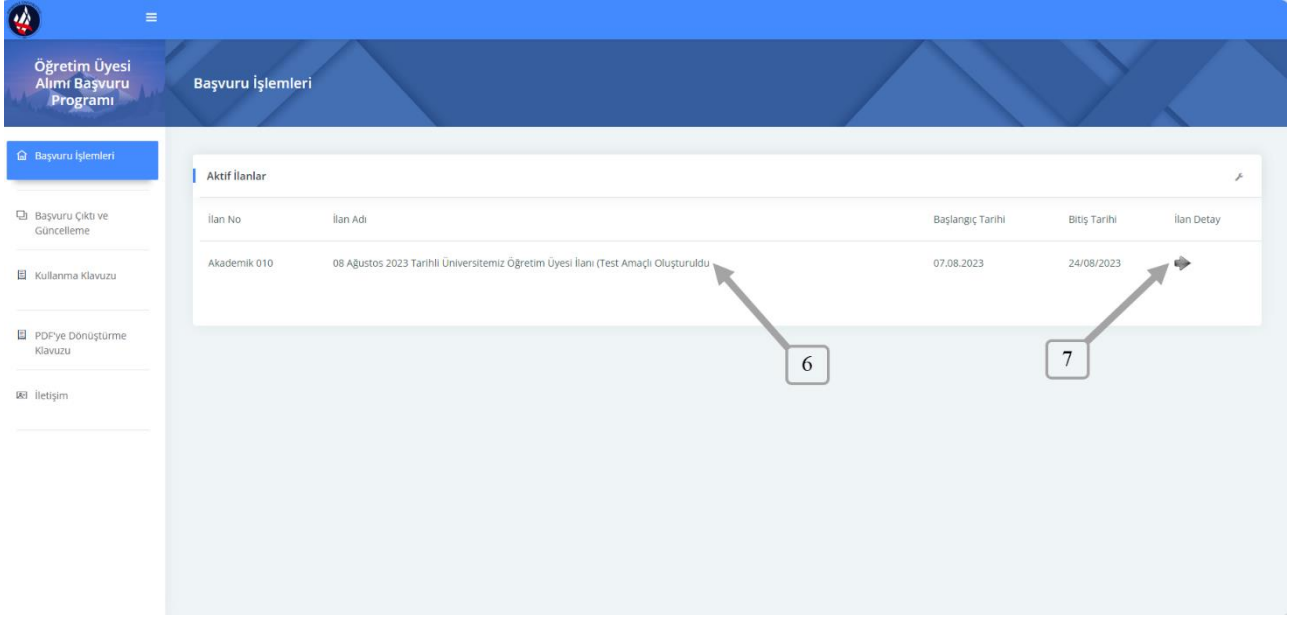 Öğretim Üyesi
Alımı Başvuru
Programı
Başvuru İşlemleri
Başvuru İşlemleri
Başvuru Çıktı ve
Güncelleme
Kullanma Klavuzu
PDF'ye Dönüştürme
Klavuzu
İletişim
Aktif İlanlar
İlan No İlan Adı Başlangıç Tarihi Bitiş Tarihi İlan Detay
Akademik 010 08 Ağustos 2023 Tarihli Üniversitemiz Öğretim Üyesi İlanı (Test Amaçlı Oluşturuldu 07.08.2023 24/08/2023
6
7